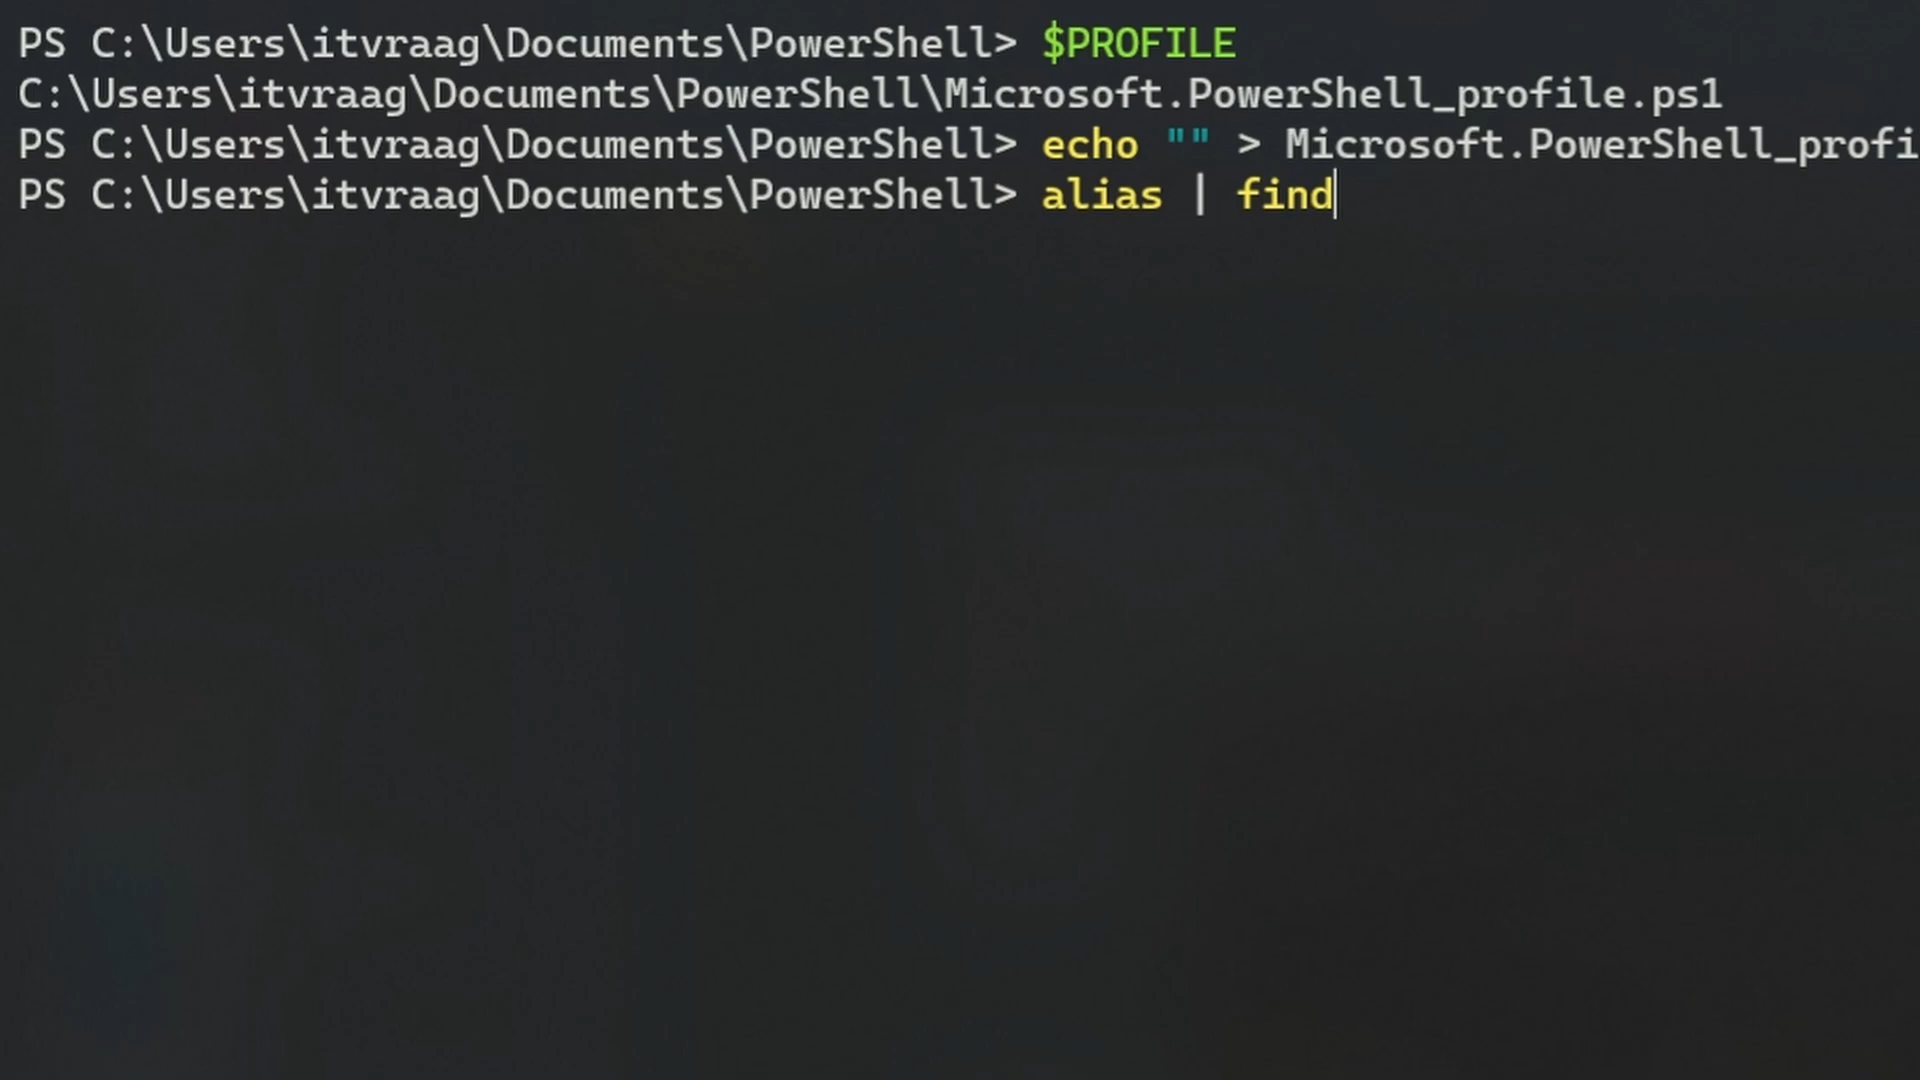 PS C:\Users\itvraag\Documents\PowerShell> $PROFILE
C:\Users\itvraag\Documents\PowerShell\Microsoft.PowerShell_profile.ps1
PS C:\Users\itvraag\Documents\PowerShell> echo "" > Microsoft.PowerShell_profi
PS C:\Users\itvraag\Documents\PowerShell> alias | find